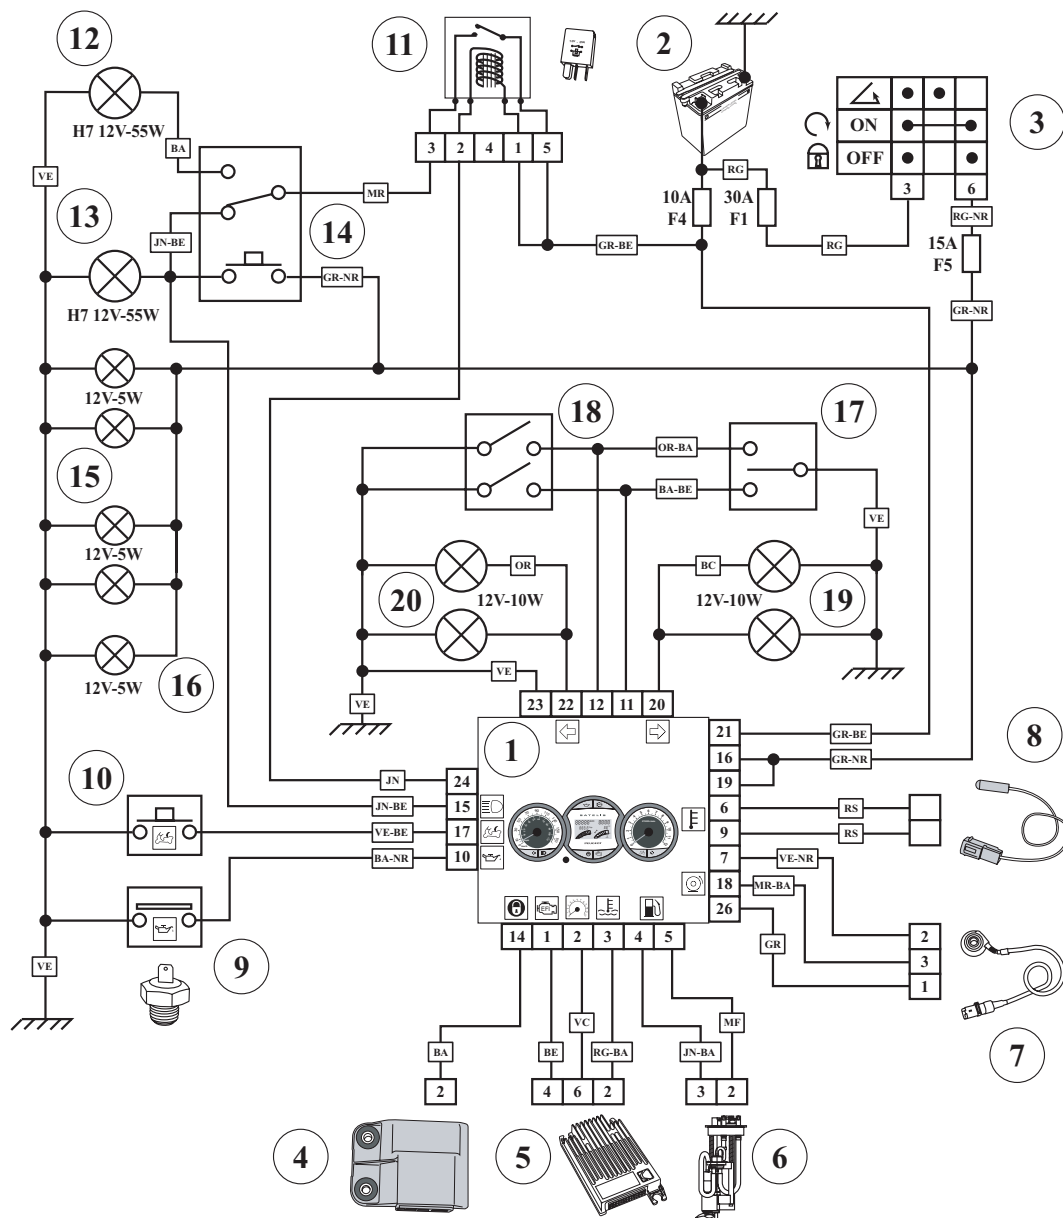 12
11
2
3
H7 12V-55W
BA
3 2 4 1 5
ON
OFF
3 6
VE
MR
RG
10A
F4
30A
F1
RG-NR
13
14
JN-BE
GR-NR
GR-BE
RG
15A
F5
H7 12V-55W
GR-NR
12V-5W
15
18
17
OR-BA
BA-BE
VE
12V-5W
OR
BC
20
12V-10W
12V-10W
19
12V-5W
16
VE
VE
23 22 12 11 20
1
21
GR-BE
16
GR-NR
19
8
10
JN
24
JN-BE
15
VE-BE
17
BA-NR
10
6
RS
9
RS
7
VE-NR
18
MR-BA
26
GR
2
3
1
EFI
14 1 2 3 4 5
9
VE
7
BA
BE
VC
RG-BA
JN-BA
MF
2
4 6 2
3 2
4
5
6